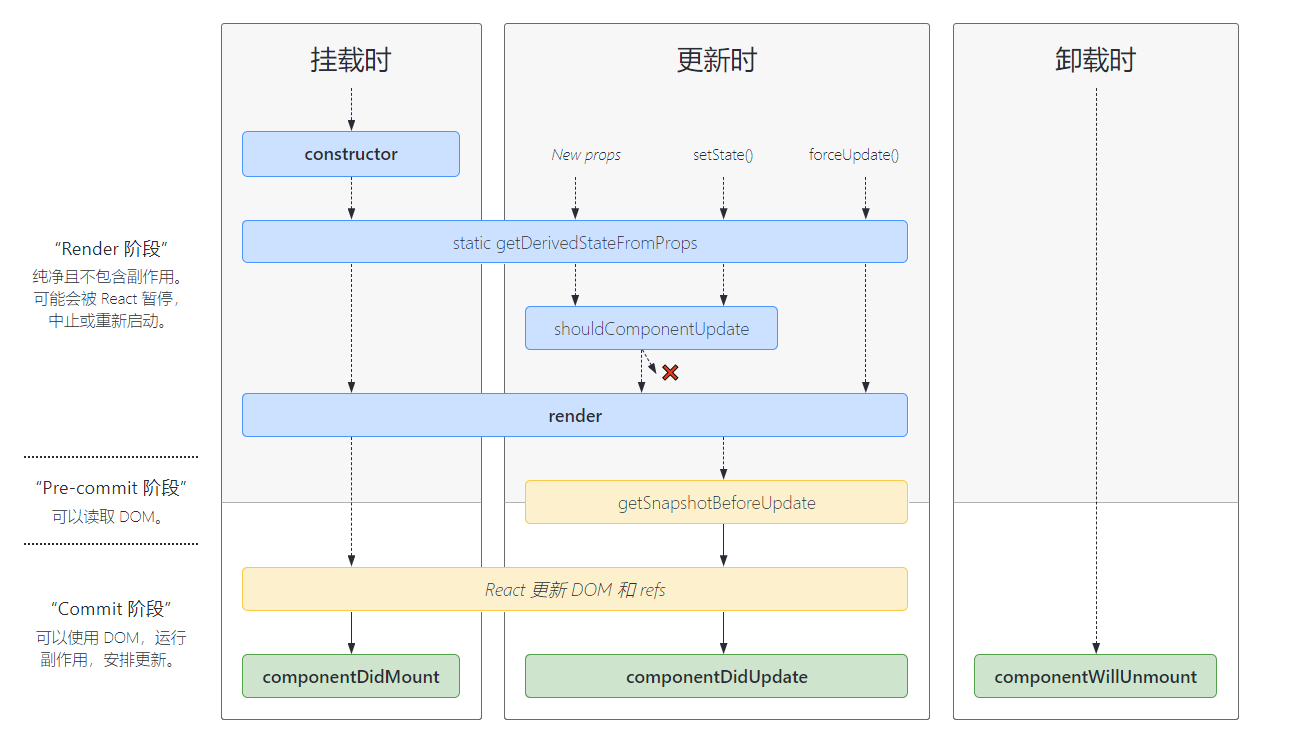 挂载时
更新时
卸载时
constructor
New props
setState()
forceUpdate()
static getDerivedStateFromProps
“Render 阶段”
纯净且不包含副作用。
可能会被 React 暂停，
中止或重新启动。
shouldComponentUpdate
render
“Pre-commit 阶段”
可以读取 DOM。
getSnapshotBeforeUpdate
React 更新 DOM 和 refs
“Commit 阶段”
可以使用 DOM，运行
副作用，安排更新。
componentDidMount
componentDidUpdate
componentWillUnmount